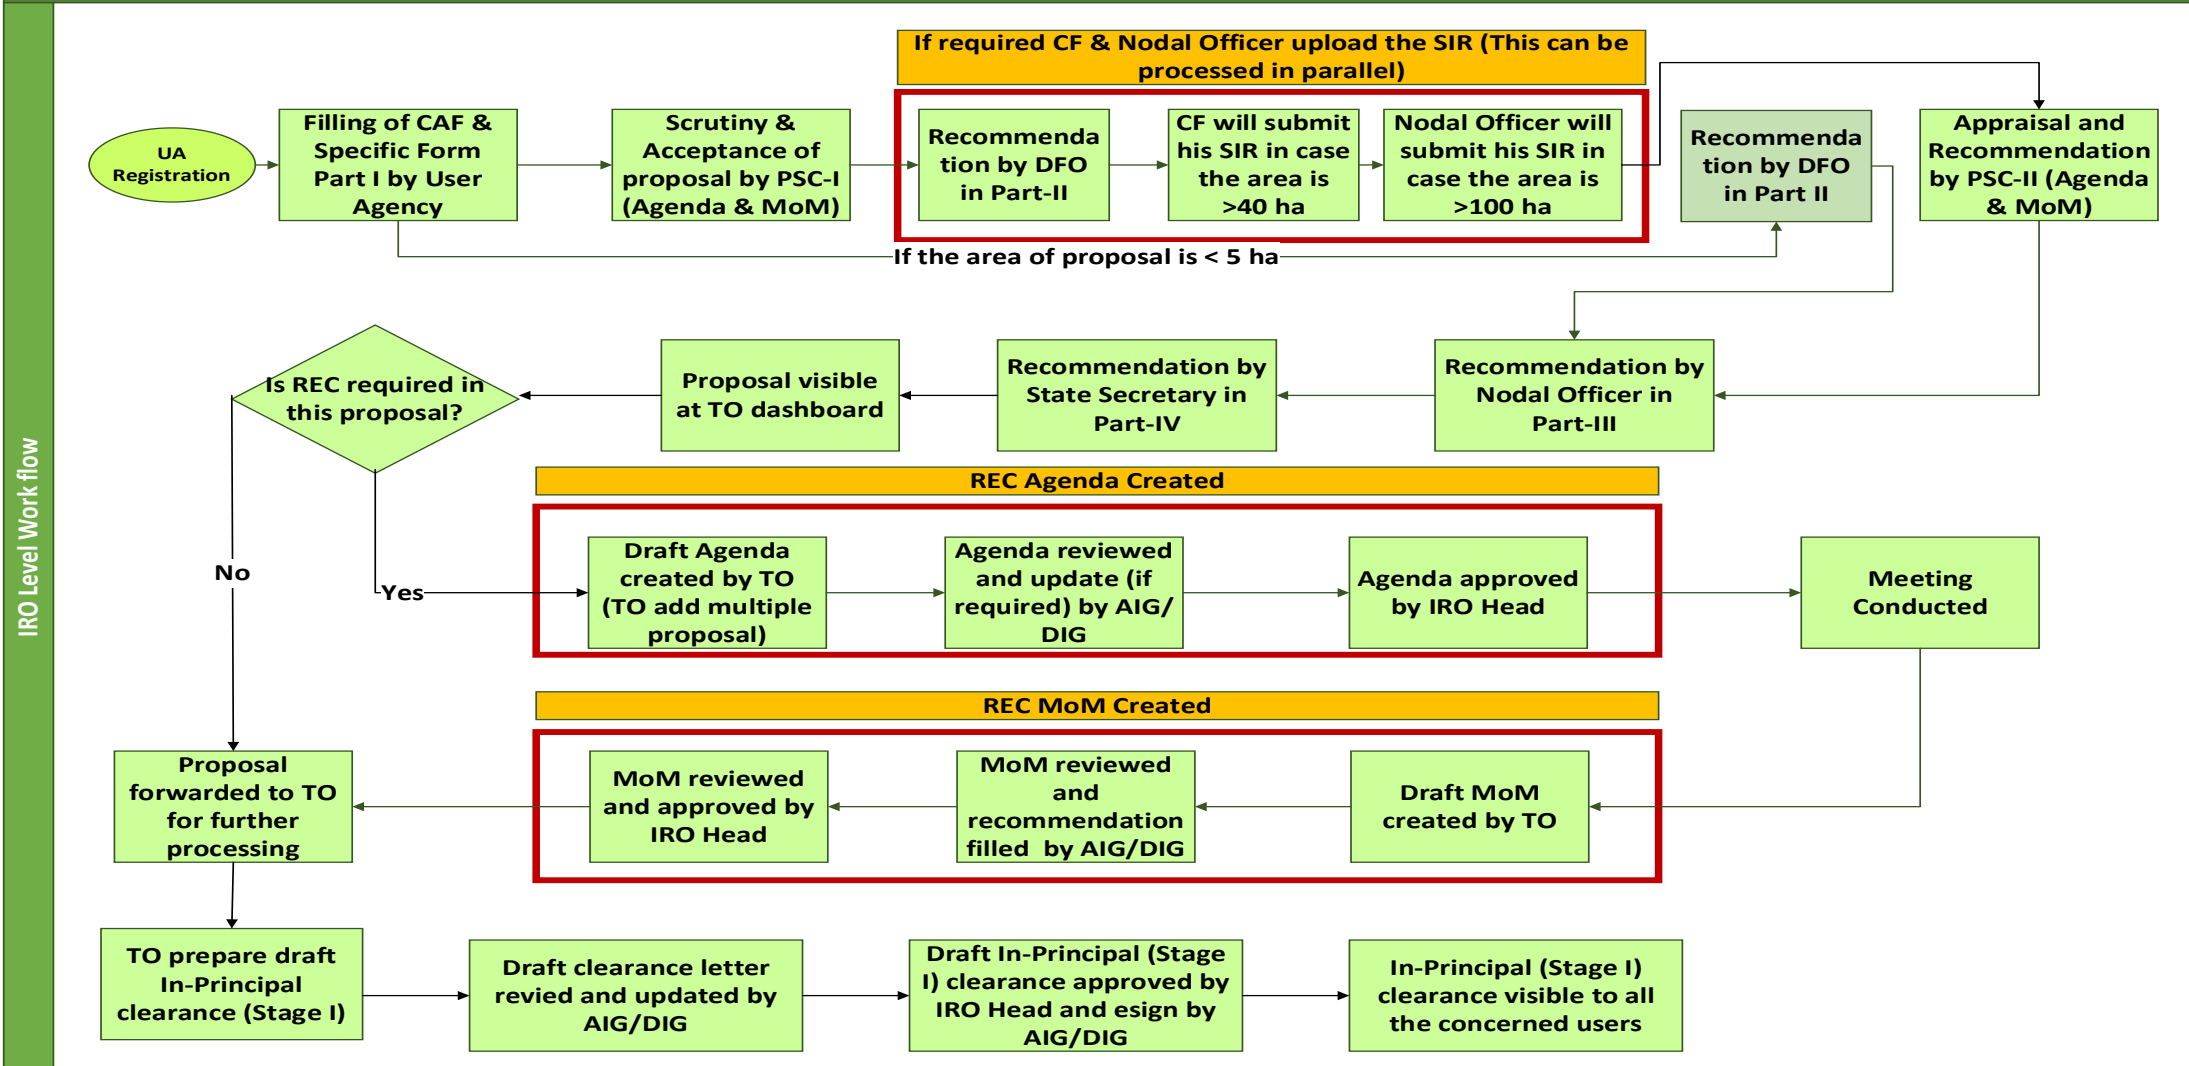 IRO Level Work flow
If required CF & Nodal Officer upload the SIR (This can be
processed in parallel)
UA
Registration
Filling of CAF &
Specific Form
Part I by User
Agency
Scrutiny &
Acceptance of
proposal by PSC-I
(Agenda & MoM)
Recommenda
tion by DFO
in Part-II
CF will submit
his SIR in case
the area is
>40 ha
Nodal Officer will
submit his SIR in
case the area is
>100 ha
Recommenda
tion by DFO
in Part II
Appraisal and
Recommendation
by PSC-II (Agenda
& MoM)
If the area of proposal is < 5 ha
Is REC required in
this proposal?
Proposal visible
at TO dashboard
Recommendation by
State Secretary in
Part-IV
Recommendation by
Nodal Officer in
Part-III
REC Agenda Created
No
Yes
Draft Agenda
created by TO
(TO add multiple
proposal)
Agenda reviewed
and update (if
required) by AIG/
DIG
Agenda approved
by IRO Head
Meeting
Conducted
REC MoM Created
Proposal
forwarded to TO
for further
processing
MoM reviewed
and approved by
IRO Head
MoM reviewed
and
recommendation
filled by AIG/DIG
Draft MoM
created by TO
TO prepare draft
In-Principal
clearance (Stage I)
Draft clearance letter
revied and updated by
AIG/DIG
Draft In-Principal (Stage
I) clearance approved by
IRO Head and esign by
AIG/DIG
In-Principal (Stage I)
clearance visible to all
the concerned users